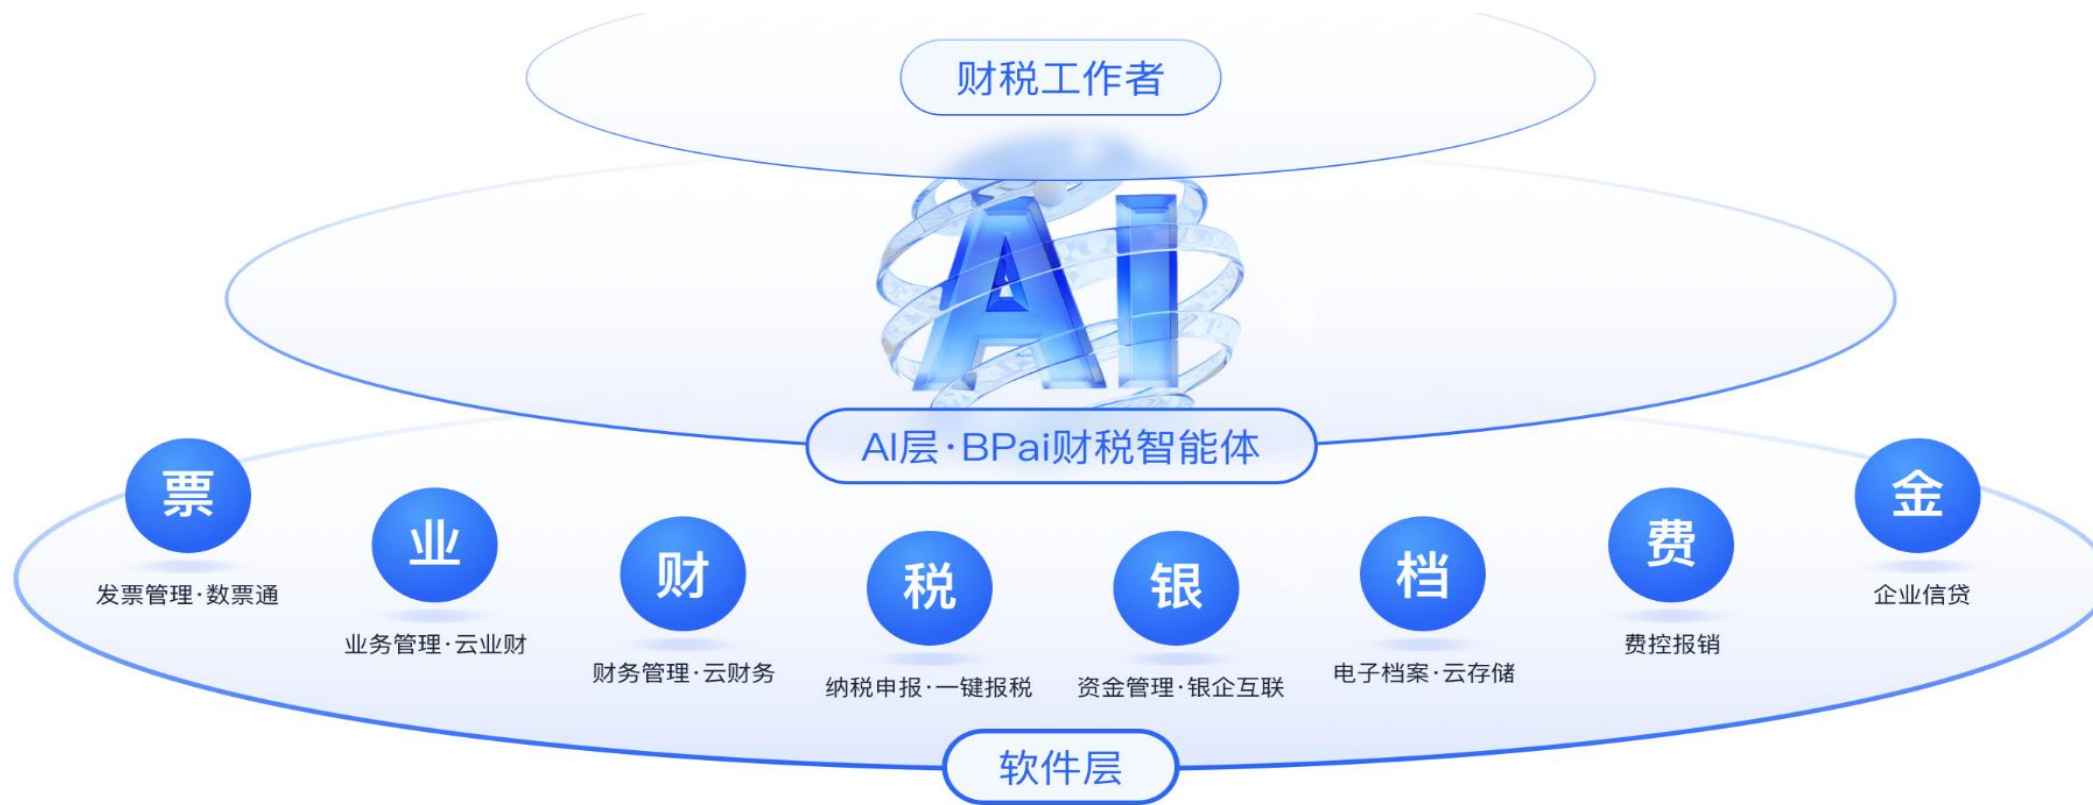 财税工作者
AI
AI层·BPai财税智能体
票
发票管理·数票通
业
业务管理·云业财
财
财务管理·云财务
税
纳税申报·一键报税
银
资金管理·银企互联
档
电子档案·云存储
费
费控报销
金
企业信贷
软件层